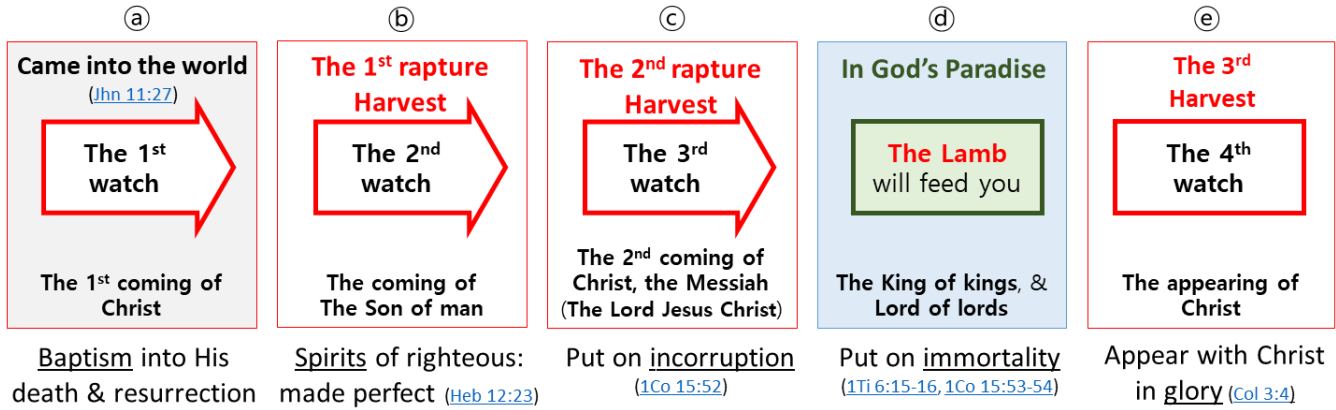 ⓐ
Came into the world
(Jhn 11:27)
The 1st
watch
The 1st coming of
Christ
Baptism into His
death & resurrection
ⓑ
The 1st rapture
Harvest
The 2nd
watch
The coming of
The Son of man
Spirits of righteous:
made perfect (Heb 12:23)
ⓒ
The 2nd rapture
Harvest
The 3rd
watch
The 2nd coming of
Christ, the Messiah
(The Lord Jesus Christ)
Put on incorruption
(1Co 15:52)
ⓓ
In God's Paradise
The Lamb
will feed you
The King of kings, &
Lord of lords
Put on immortality
(1Ti 6:15-16, 1Co 15:53-54)
ⓔ
The 3rd
Harvest
The 4th
watch
The appearing of
Christ
Appear with Christ
in glory (Col 3:4)